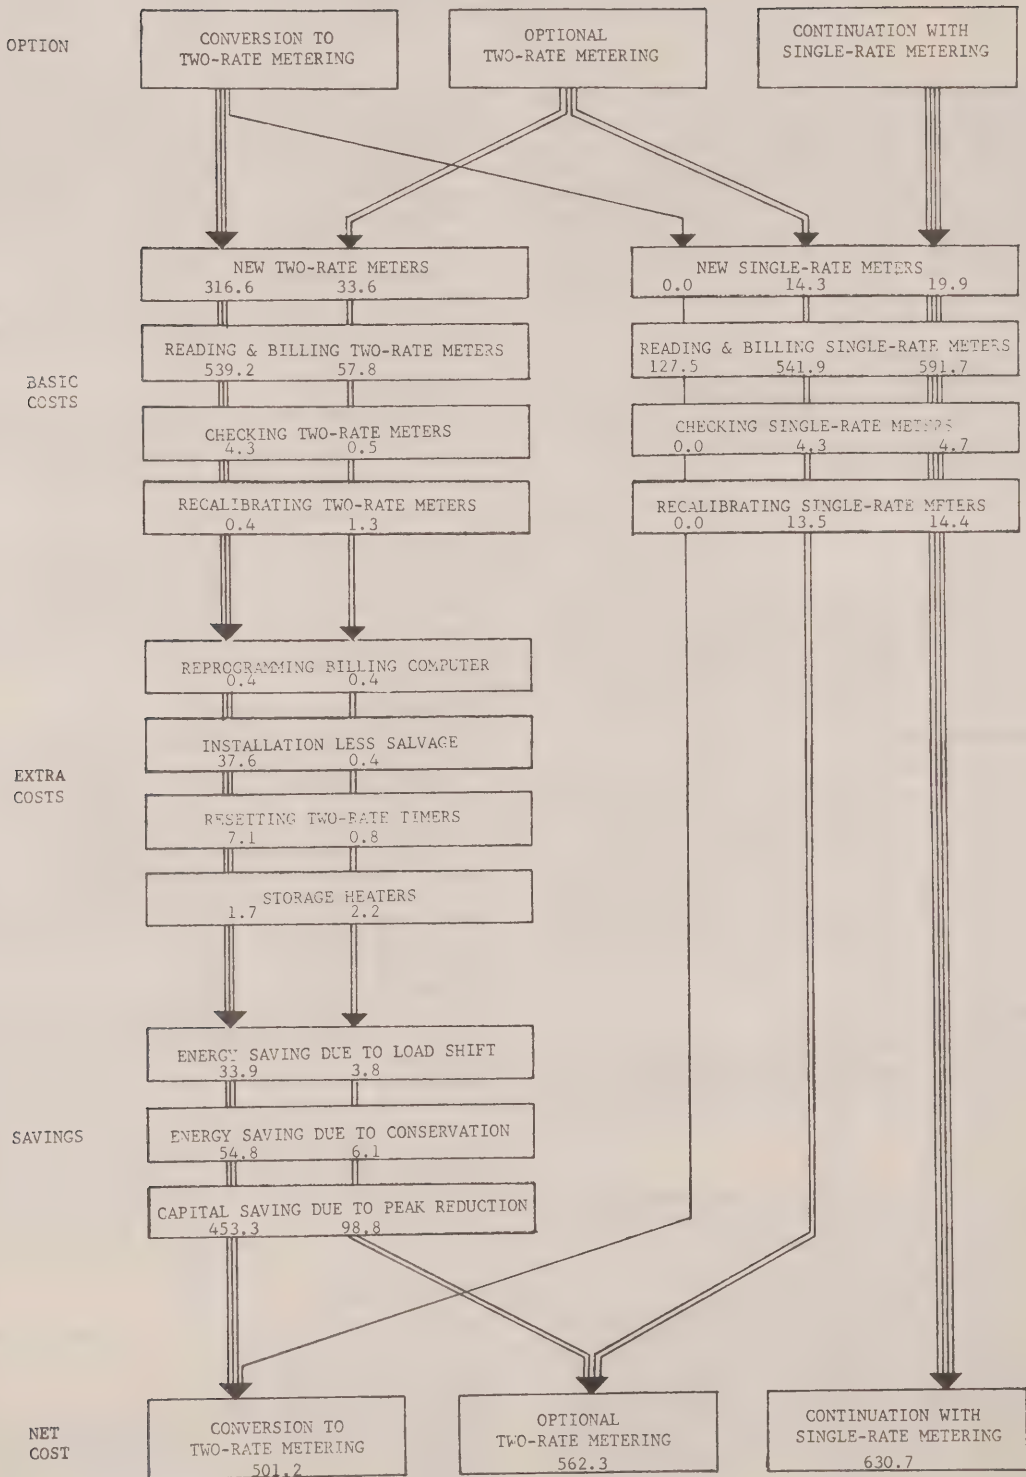 OPTION
CONVERSION TO
TWO-RATE METERING
OPTIONAL
TWO-RATE METERING
CONTINUATION WITH
SINGLE-RATE METERING
BASIC
COSTS
NEW TWO-RATE METERS
316.6 33.6
NEW SINGLE-RATE METERS
0.0 14.3 19.9
READING & BILLING TWO-RATE METERS
539.2 57.8
READING & BILLING SINGLE-RATE METERS
127.5 541.9 591.7
CHECKING TWO-RATE METERS
4.3 0.5
CHECKING SINGLE-RATE METERS
0.0 4.3 4.7
RECALIBRATING TWO-RATE METERS
0.4 1.3
RECALIBRATING SINGLE-RATE METERS
0.0 13.5 14.4
EXTRA
COSTS
REPROGRAMMING BILLING COMPUTER
0.4 0.4
INSTALLATION LESS SALVAGE
37.6 0.4
RESETTING TWO-RATE TIMERS
7.1 0.8
STORAGE HEATERS
1.7 2.2
SAVINGS
ENERGY SAVING DUE TO LOAD SHIFT
33.9 3.8
ENERGY SAVING DUE TO CONSERVATION
54.8 6.1
CAPITAL SAVING DUE TO PEAK REDUCTION
453.3 98.8
NET
COST
CONVERSION TO
TWO-RATE METERING
501.2
OPTIONAL
TWO-RATE METERING
562.3
CONTINUATION WITH
SINGLE-RATE METERING
630.7